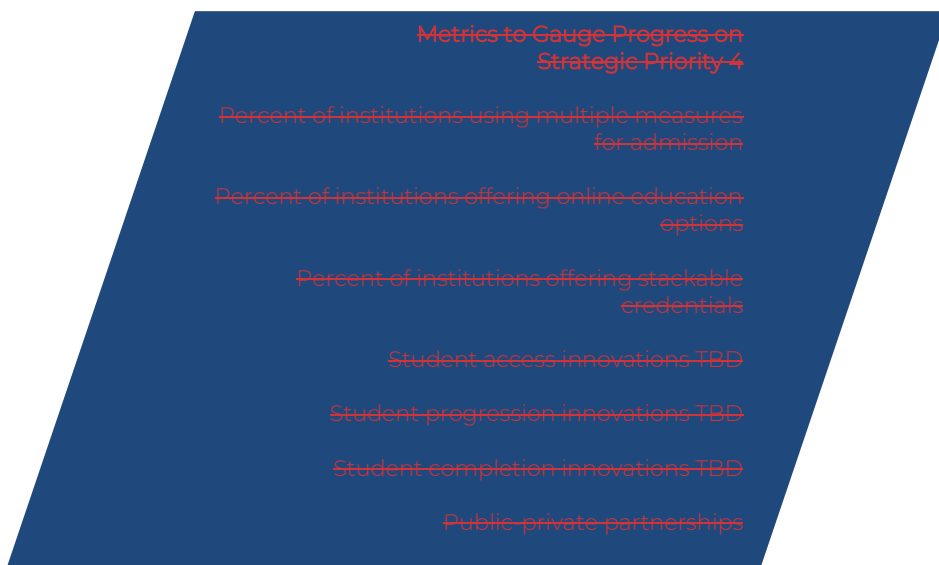 Metrics to Gauge Progress on
Strategic Priority 4
Percent of institutions using multiple measures
for admission
Percent of institutions offering online education
options
Percent of institutions offering stackable
credentials
Student access innovations TBD
Student progression innovations TBD
Student completion innovations TBD
Public-private partnerships